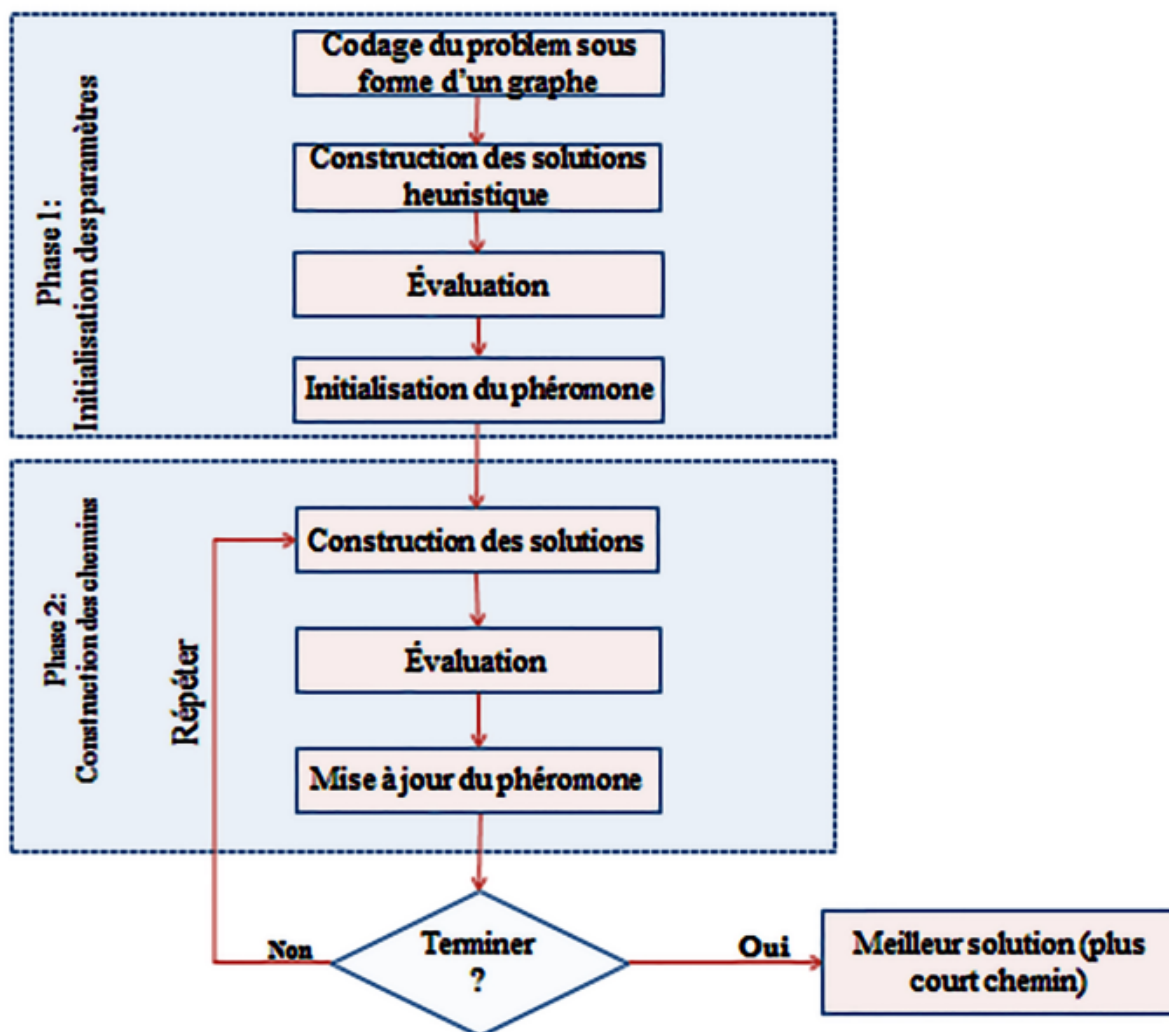 Phase 1:
Initialisation des paramètres
Codage du problem sous
forme d'un graphe
Construction des solutions
heuristique
Évaluation
Initialisation du phéromone
Phase 2:
Construction des chemins
Répéter
Construction des solutions
Évaluation
Mise à jour du phéromone
Terminer
?
Non
Oui
Meilleur solution (plus
court chemin)